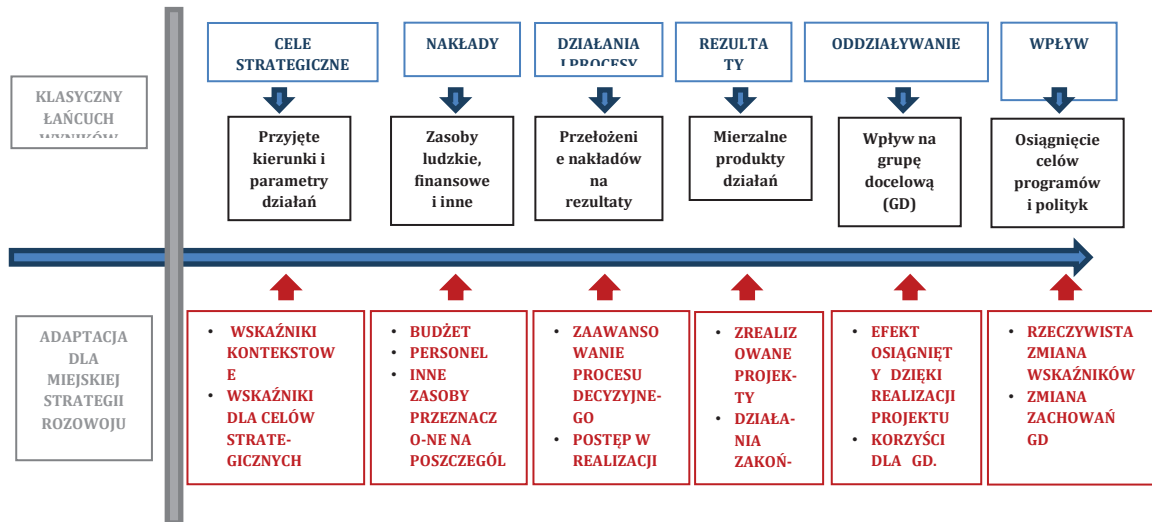 CELE
STRATEGICZNE
NAKŁADY
DZIAŁANIA
I PROCESY
REZULTA
TY
ODDZIAŁYWANIE
WPŁYW
KLASYCZNY
ŁAŃCUCH
WYNIKÓW
Przyjęte
kierunki i
parametry
działań
Zasoby
ludzkie,
finansowe
i inne
Przełożeni
e nakładów
na
rezultaty
Mierzalne
produkty
działań
Wpływ na
grupę
docelową
(GD)
Osiągnięcie
celów
programów
i polityk
ADAPTACJA
DLA
MIEJSKIEJ
STRATEGII
ROZOWOJU
• WSKAŹNIKI
KONTEKSTOW
E
• WSKAŹNIKI
DLA CELÓW
STRATE-
GICZNYCH
• BUDŻET
• PERSONEL
• INNE
ZASOBY
PRZEZNACZ
O-NE NA
POSZCZEGÓL
• ZAAWANSO
WANIE
PROCESU
DECYZYJNE-
GO
• POSTĘP W
REALIZACJI
• ZREALIZ
OWANE
PROJEK-
TY
• DZIAŁA-
NIA
ZAKOŃ-
• EFEKT
OSIĄGNIĘT
Y DZIĘKI
REALIZACJI
PROJEKTU
• KORZYŚCI
DLA GD.
• RZECZYWISTA
ZMIANA
WSKAŹNIKÓW
• ZMIANA
ZACHOWAŃ
GD